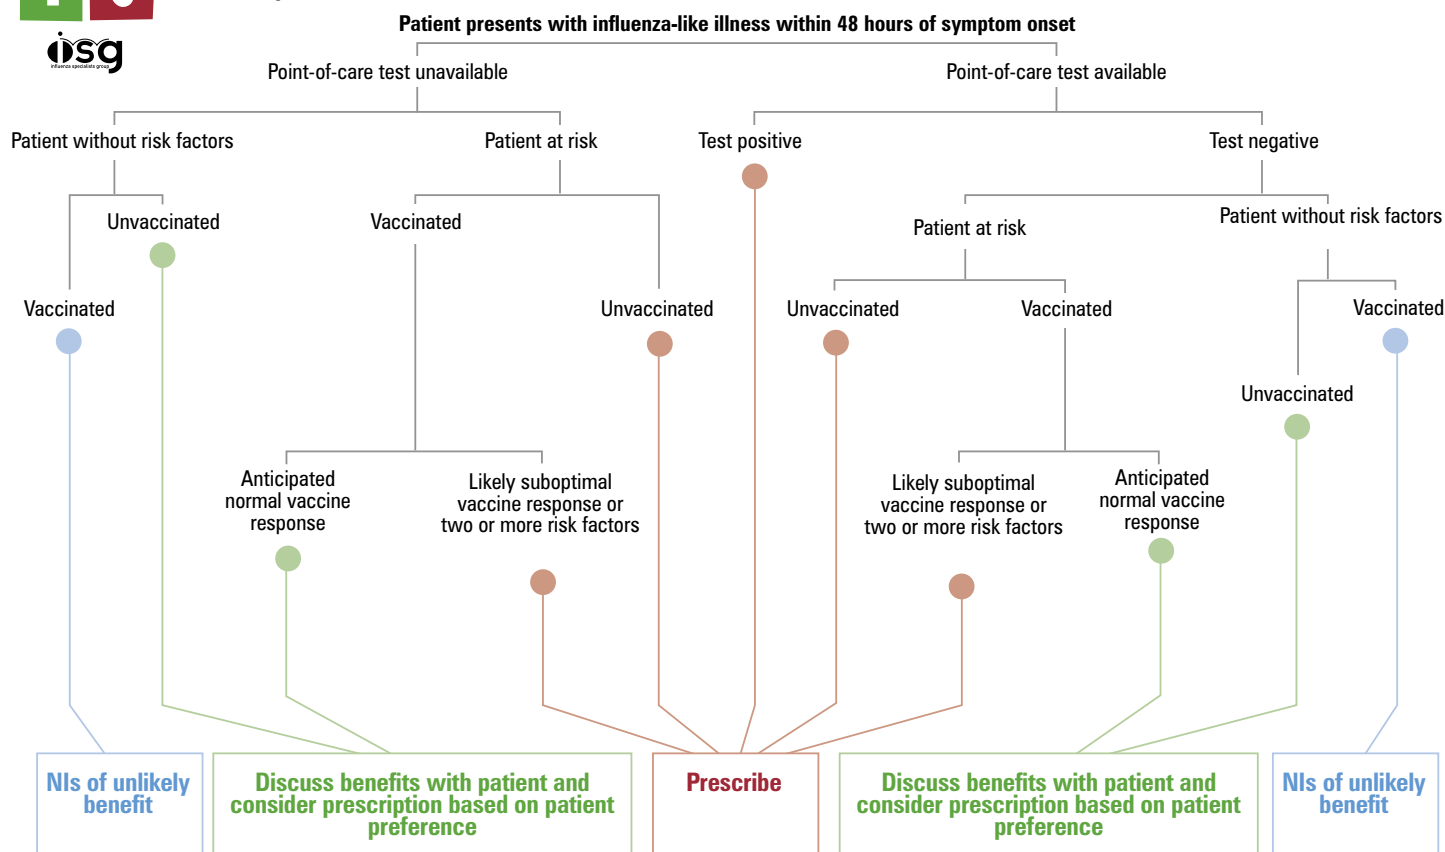 isg
influenza specialists group
Patient presents with influenza-like illness within 48 hours of symptom onset
Point-of-care test unavailable
Point-of-care test available
Patient without risk factors
Patient at risk
Test positive
Test negative
Unvaccinated
Vaccinated
Patient at risk
Patient without risk factors
Vaccinated
Unvaccinated
Unvaccinated
Vaccinated
Vaccinated
Unvaccinated
Anticipated
normal vaccine
response
Likely suboptimal
vaccine response or
two or more risk factors
Likely suboptimal
vaccine response or
two or more risk factors
Anticipated
normal vaccine
response
NIs of unlikely
benefit
Discuss benefits with patient and
consider prescription based on patient
preference
Prescribe
Discuss benefits with patient and
consider prescription based on patient
preference
NIs of unlikely
benefit